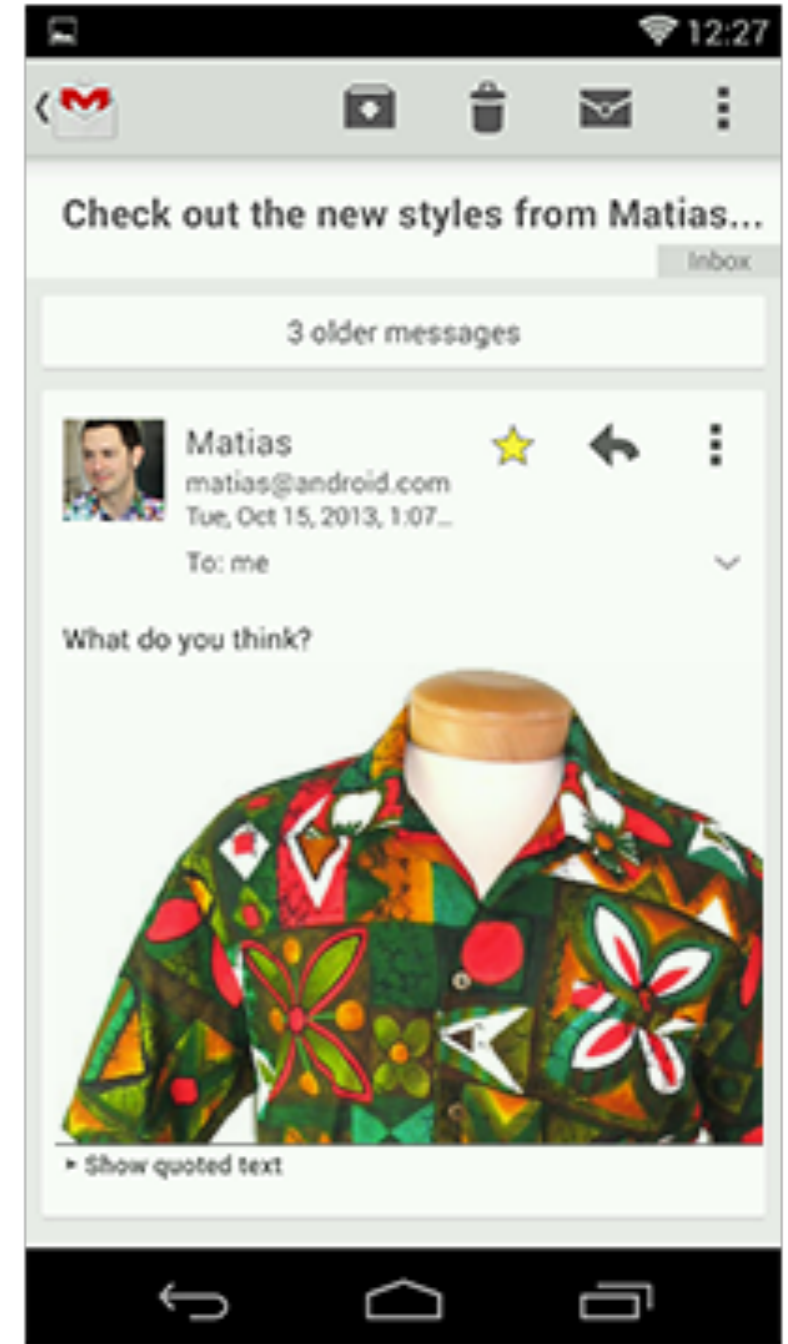 12:27
Check out the new styles from Matias...
Inbox
3 older messages
Matias
matias@android.com
Tue, Oct 15, 2013, 1:07...
To: me
What do you think?
▸ Show quoted text